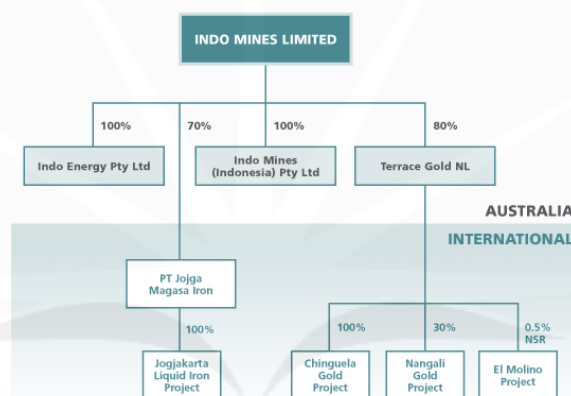 INDO MINES LIMITED
100%
70%
100%
80%
Indo Energy Pty Ltd
Indo Mines
(Indonesia) Pty Ltd
Terrace Gold NL
AUSTRALIA
INTERNATIONAL
PT Jojga
Magasa Iron
100%
100%
30%
0.5%
NSR
Jogjakarta
Liquid Iron
Project
Chinguela
Gold
Project
Nangali
Gold
Project
El Molino
Project